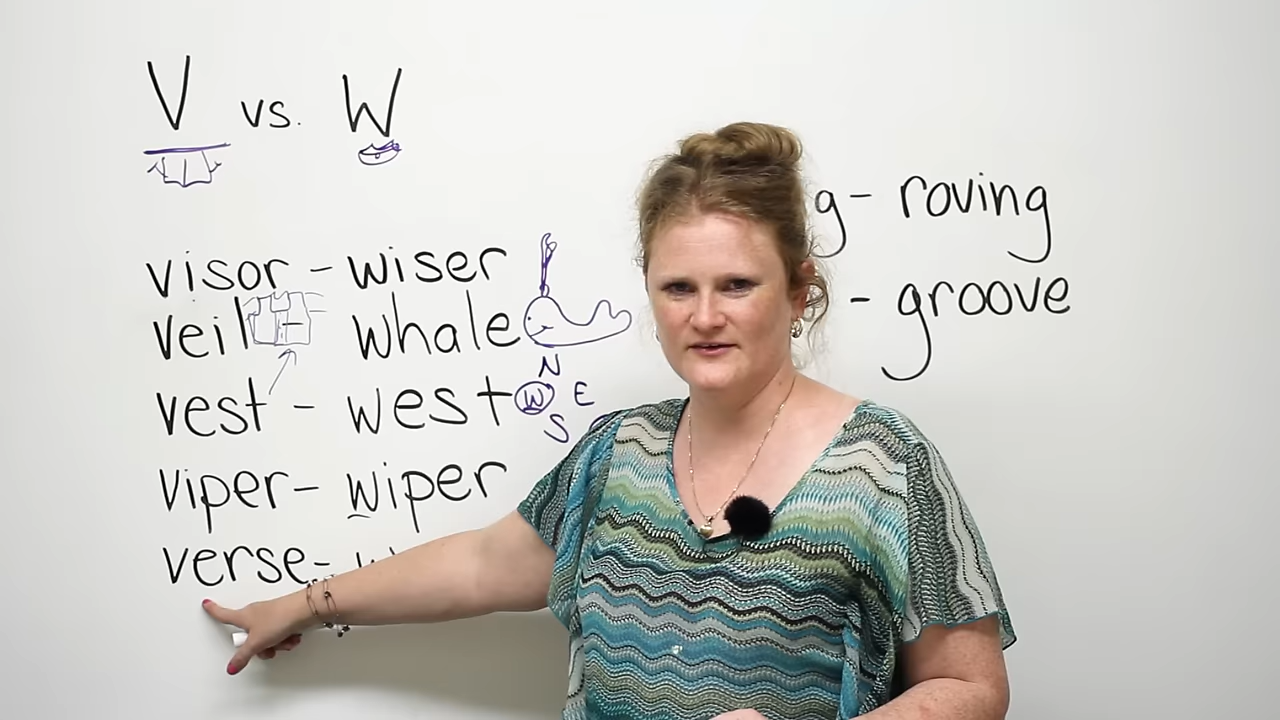 V vs. W
visor - wiser
veil - whale
N
vest - west W E
S
viper - wiper
verse -
g - roving
- groove